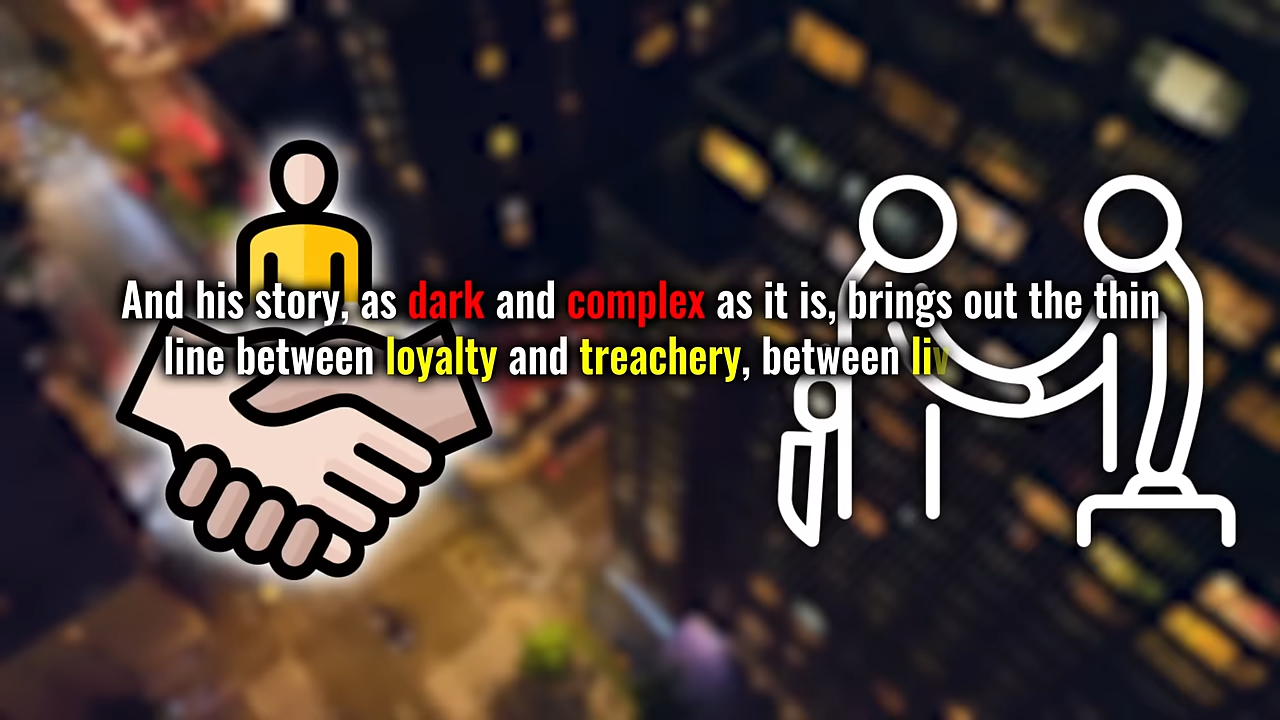 And his story, as dark and complex as it is, brings out the thin
line between loyalty and treachery, between liv